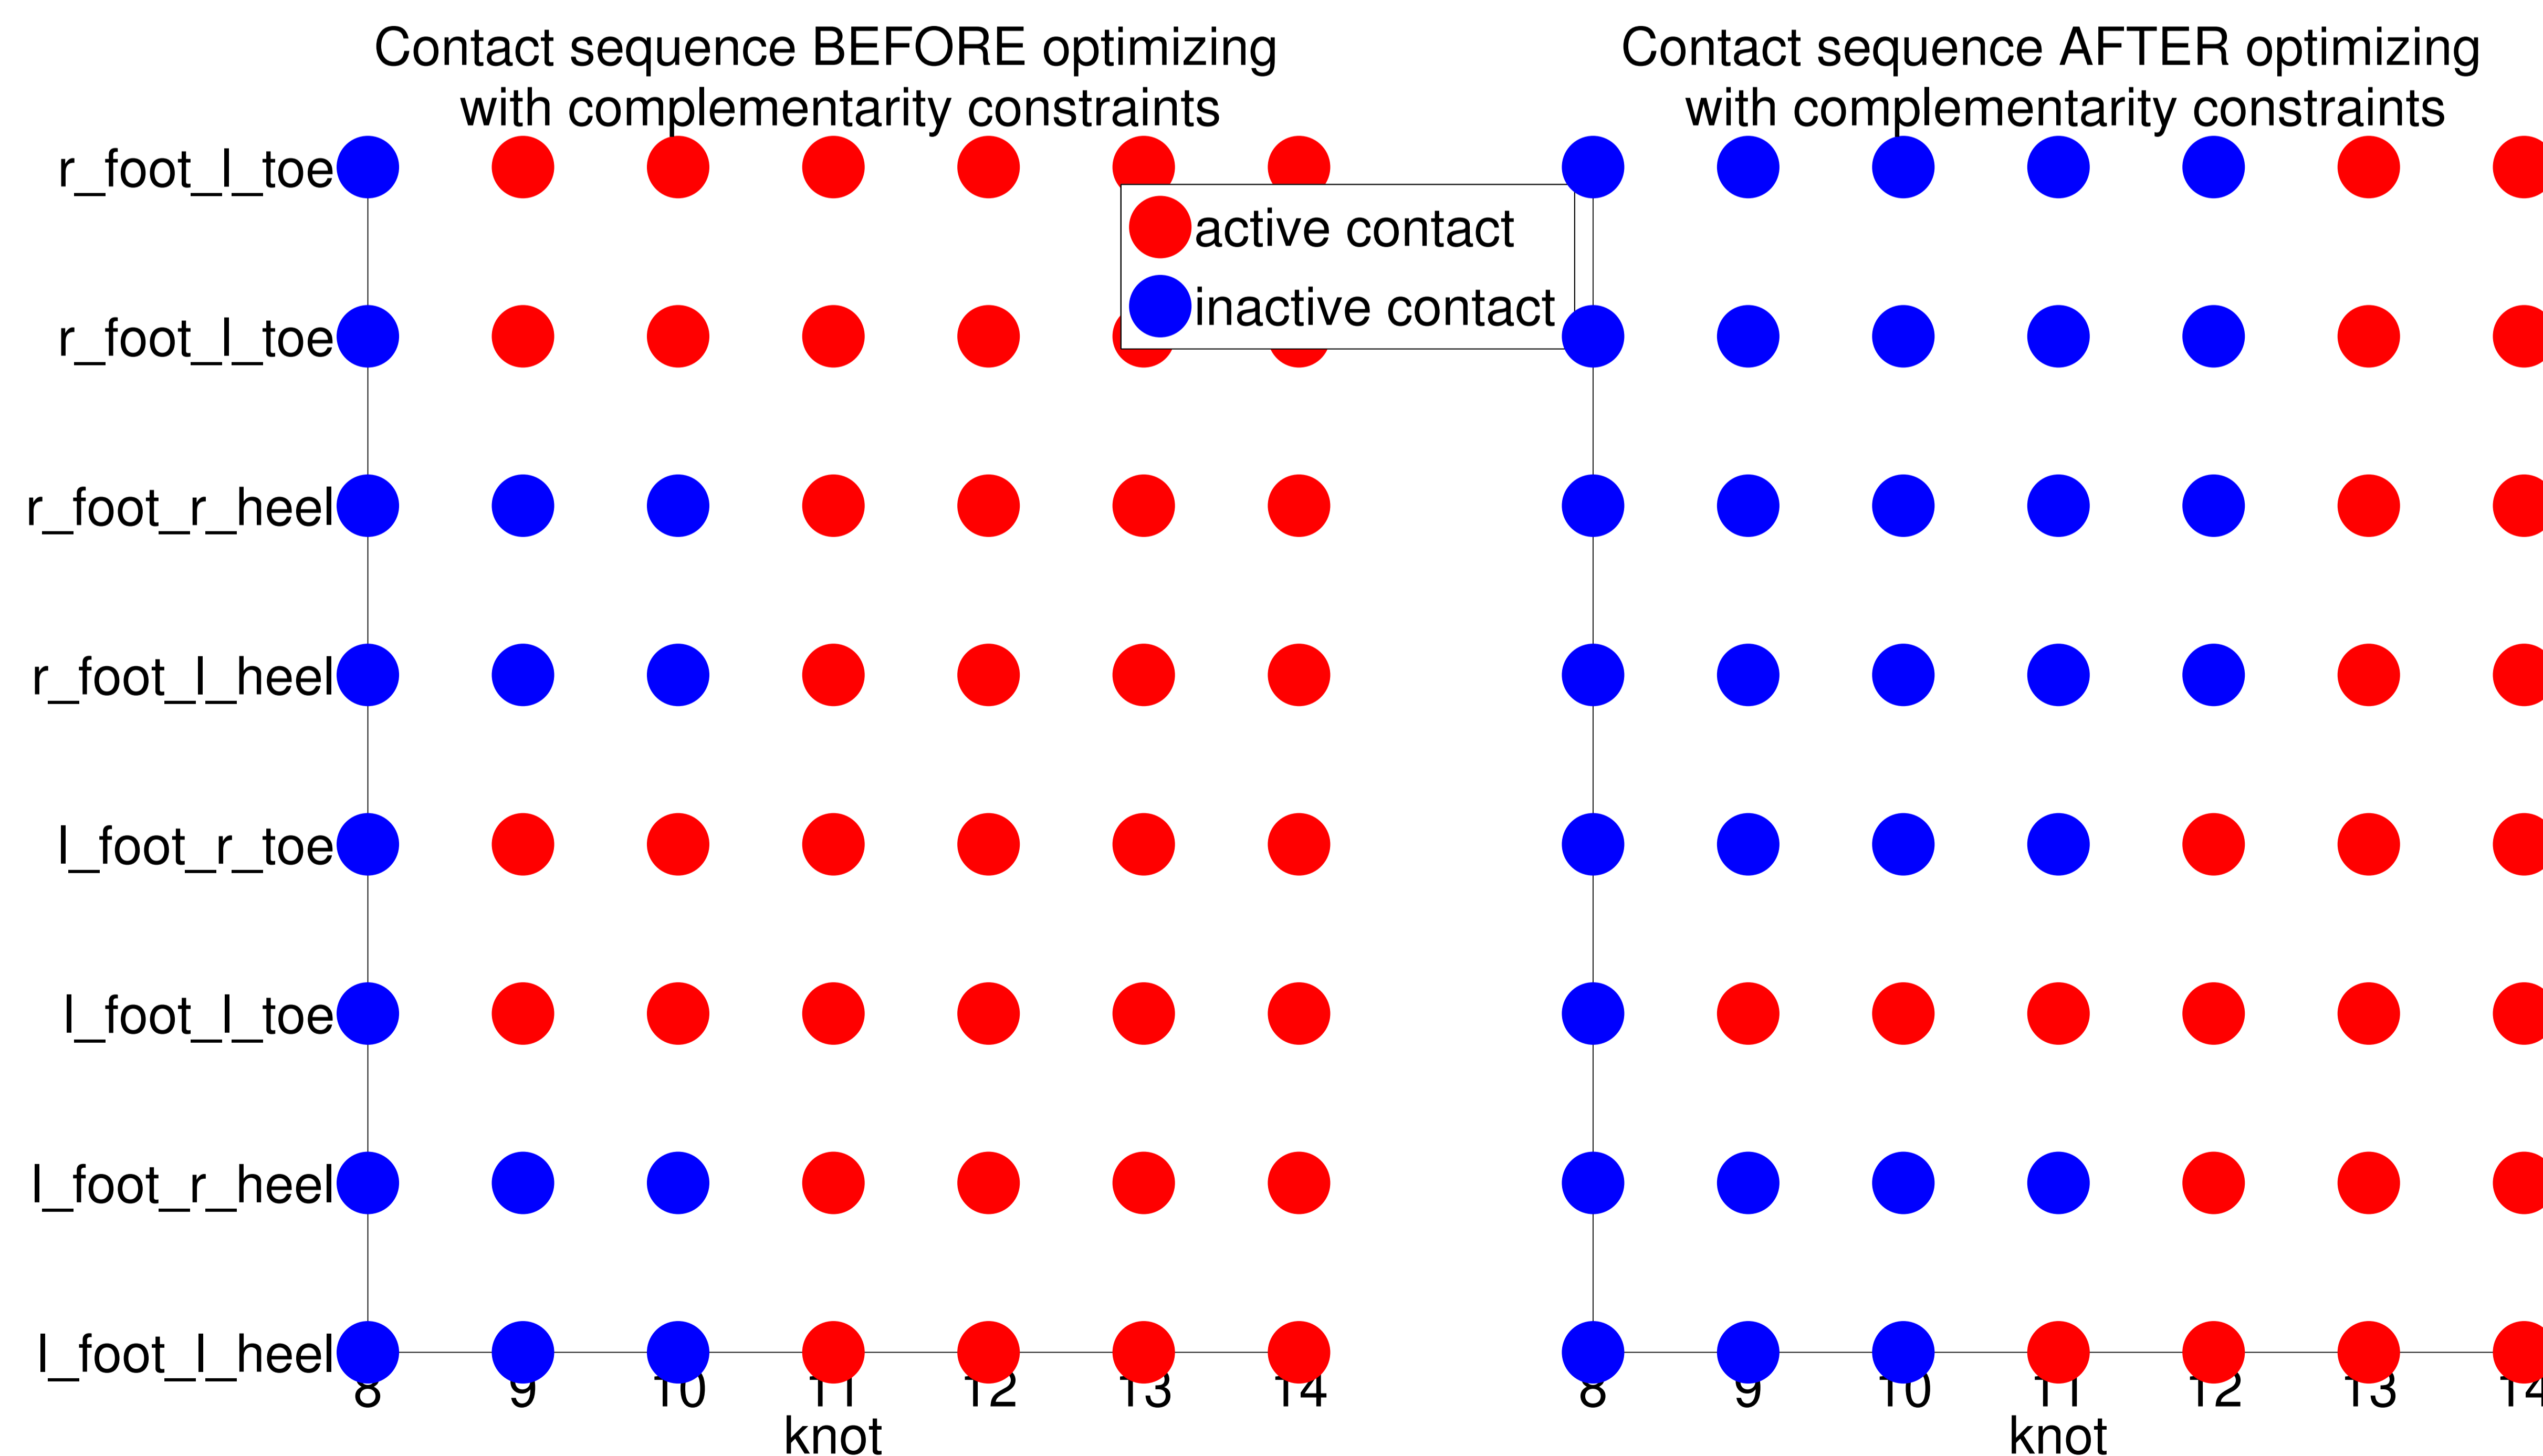 Contact sequence BEFORE optimizing
with complementarity constraints
Contact sequence AFTER optimizing
with complementarity constraints
r_foot_l_toe
r_foot_l_toe
r_foot_r_heel
r_foot_l_heel
l_foot_r_toe
l_foot_l_toe
l_foot_r_heel
l_foot_l_heel
active contact
inactive contact
8 9 10 11 12 13 14
knot
8 9 10 11 12 13 14
knot